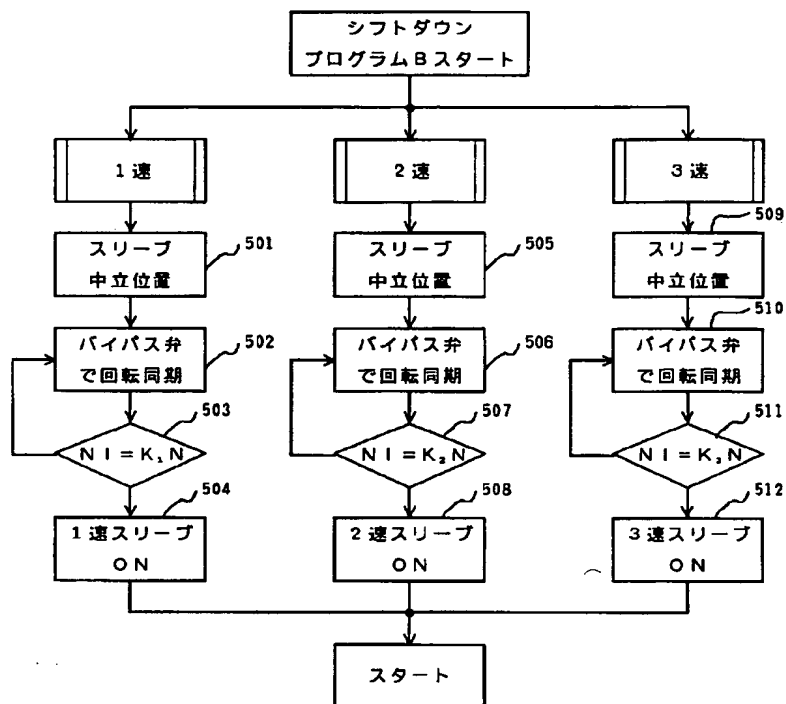 シフトダウン
プログラムBスタート
1速
2速
3速
スリーブ
中立位置
501
スリーブ
中立位置
505
スリーブ
中立位置
509
バイパス弁
で回転同期
502
バイパス弁
で回転同期
506
バイパス弁
で回転同期
510
NI=K₁N
503
NI=K₂N
507
NI=K₃N
511
1速スリーブ
ON
504
2速スリーブ
ON
508
3速スリーブ
ON
512
スタート